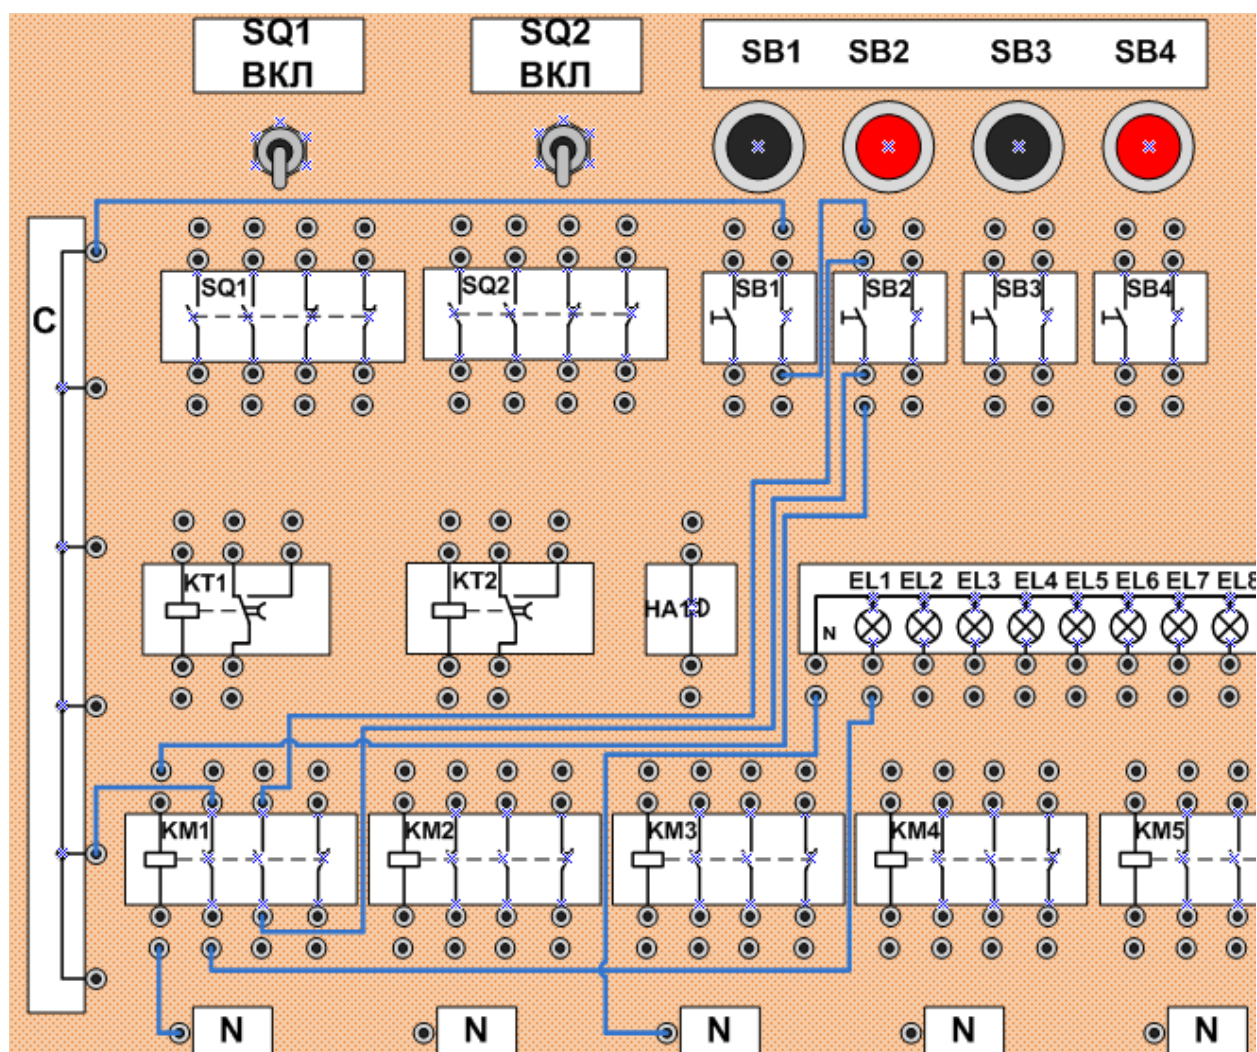 SQ1
ВКЛ
SQ2
ВКЛ
SB1 SB2 SB3 SB4
C
SQ1
SQ2
SB1
SB2
SB3
SB4
KT1
KT2
HA1
EL1 EL2 EL3 EL4 EL5 EL6 EL7 EL8
N
KM1
KM2
KM3
KM4
KM5
N
N
N
N
N